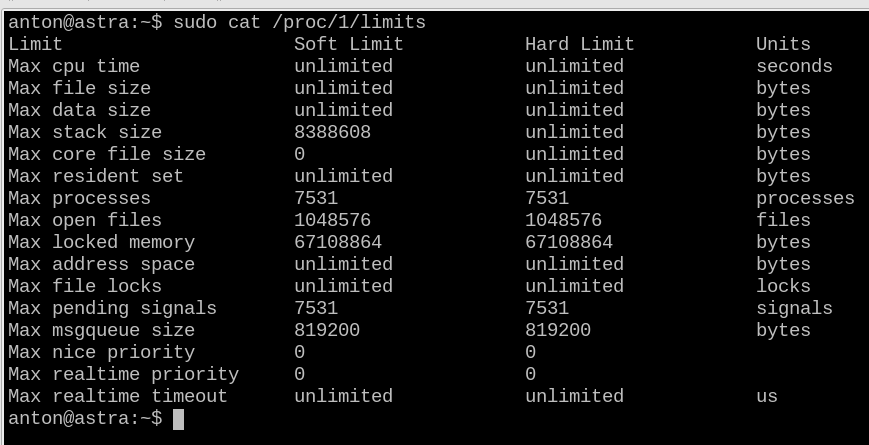 anton@astra:~$ sudo cat /proc/1/limits
Limit                     Soft Limit           Hard Limit           Units
Max cpu time              unlimited            unlimited            seconds
Max file size             unlimited            unlimited            bytes
Max data size             unlimited            unlimited            bytes
Max stack size            8388608              unlimited            bytes
Max core file size        0                    unlimited            bytes
Max resident set          unlimited            unlimited            bytes
Max processes             7531                 7531                 processes
Max open files            1048576              1048576              files
Max locked memory         67108864             67108864             bytes
Max address space         unlimited            unlimited            bytes
Max file locks            unlimited            unlimited            locks
Max pending signals       7531                 7531                 signals
Max msgqueue size         819200               819200               bytes
Max nice priority         0                    0
Max realtime priority     0                    0
Max realtime timeout      unlimited            unlimited            us
anton@astra:~$